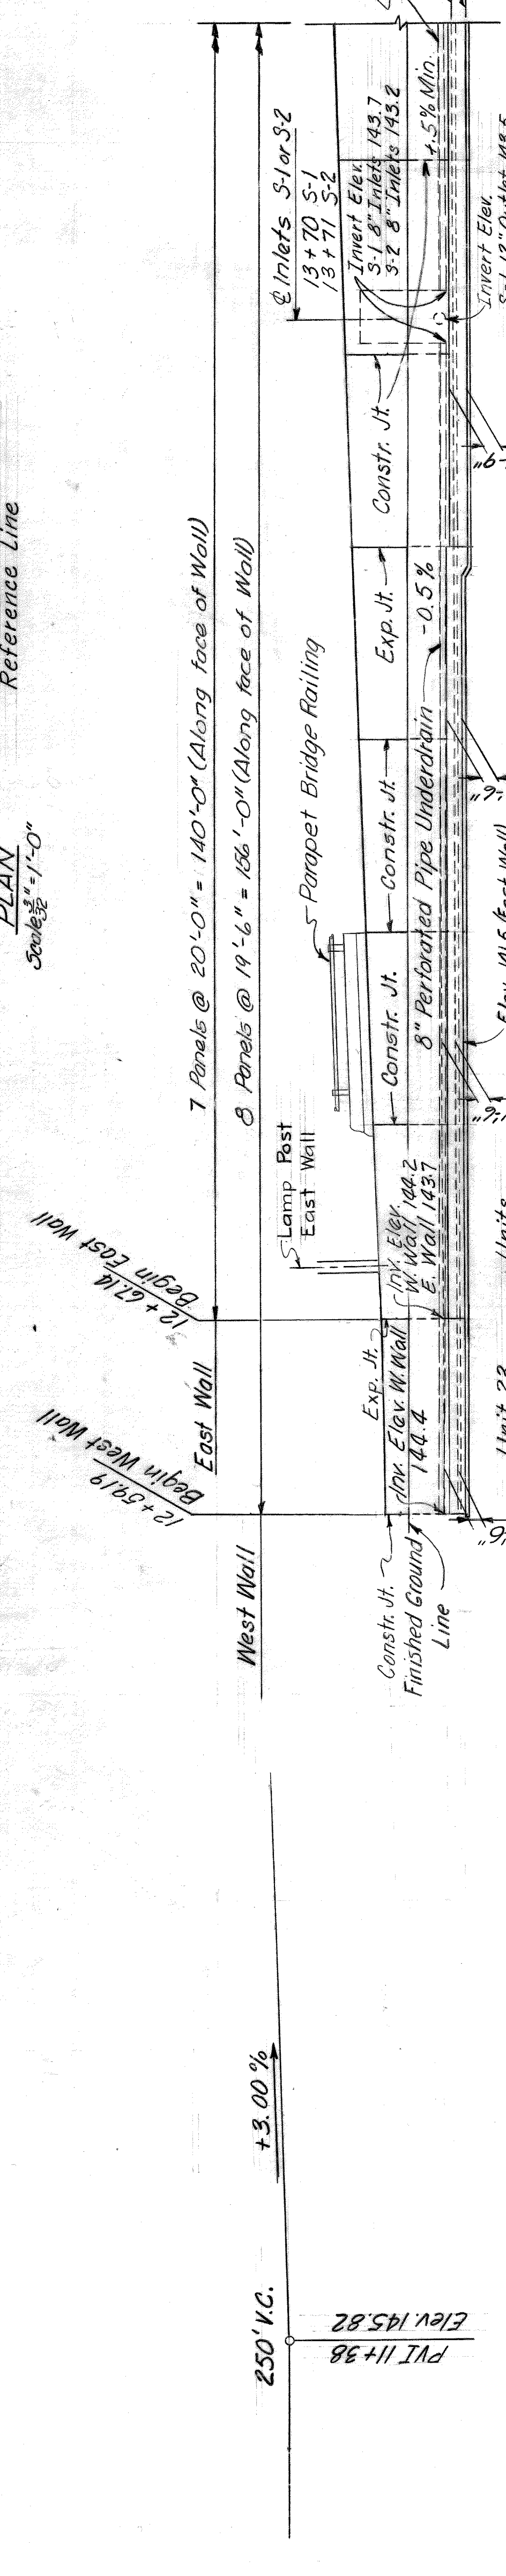 Reference Line
PLAN
Scale 3/32" = 1'-0"
7 Panels @ 20'-0" = 140'-0" (Along face of Wall)
8 Panels @ 19'-6" = 156'-0" (Along face of Wall)
12+67.14
Begin East Wall
12+59.19
Begin West Wall
East Wall
West Wall
℄ Inlets S-1 or S-2
13+70 S-1
13+71 S-2
Invert Elev.
S-1 8" Inlets 143.7
S-2 8" Inlets 143.2
+.5% Min.
Invert Elev.
Constr. Jt.
Exp. Jt.
-0.5%
Parapet Bridge Railing
Constr. Jt.
8" Perforated Pipe Underdrain
Constr. Jt.
Lamp Post
East Wall
Inv. Elev.
W. Wall 144.2
E. Wall 143.7
Exp. Jt.
Inv. Elev. W. Wall
144.4
Constr. Jt.
Finished Ground
Line
Unit 23
Units
+3.00%
250' V.C.
PVI 11+38
Elev. 145.82